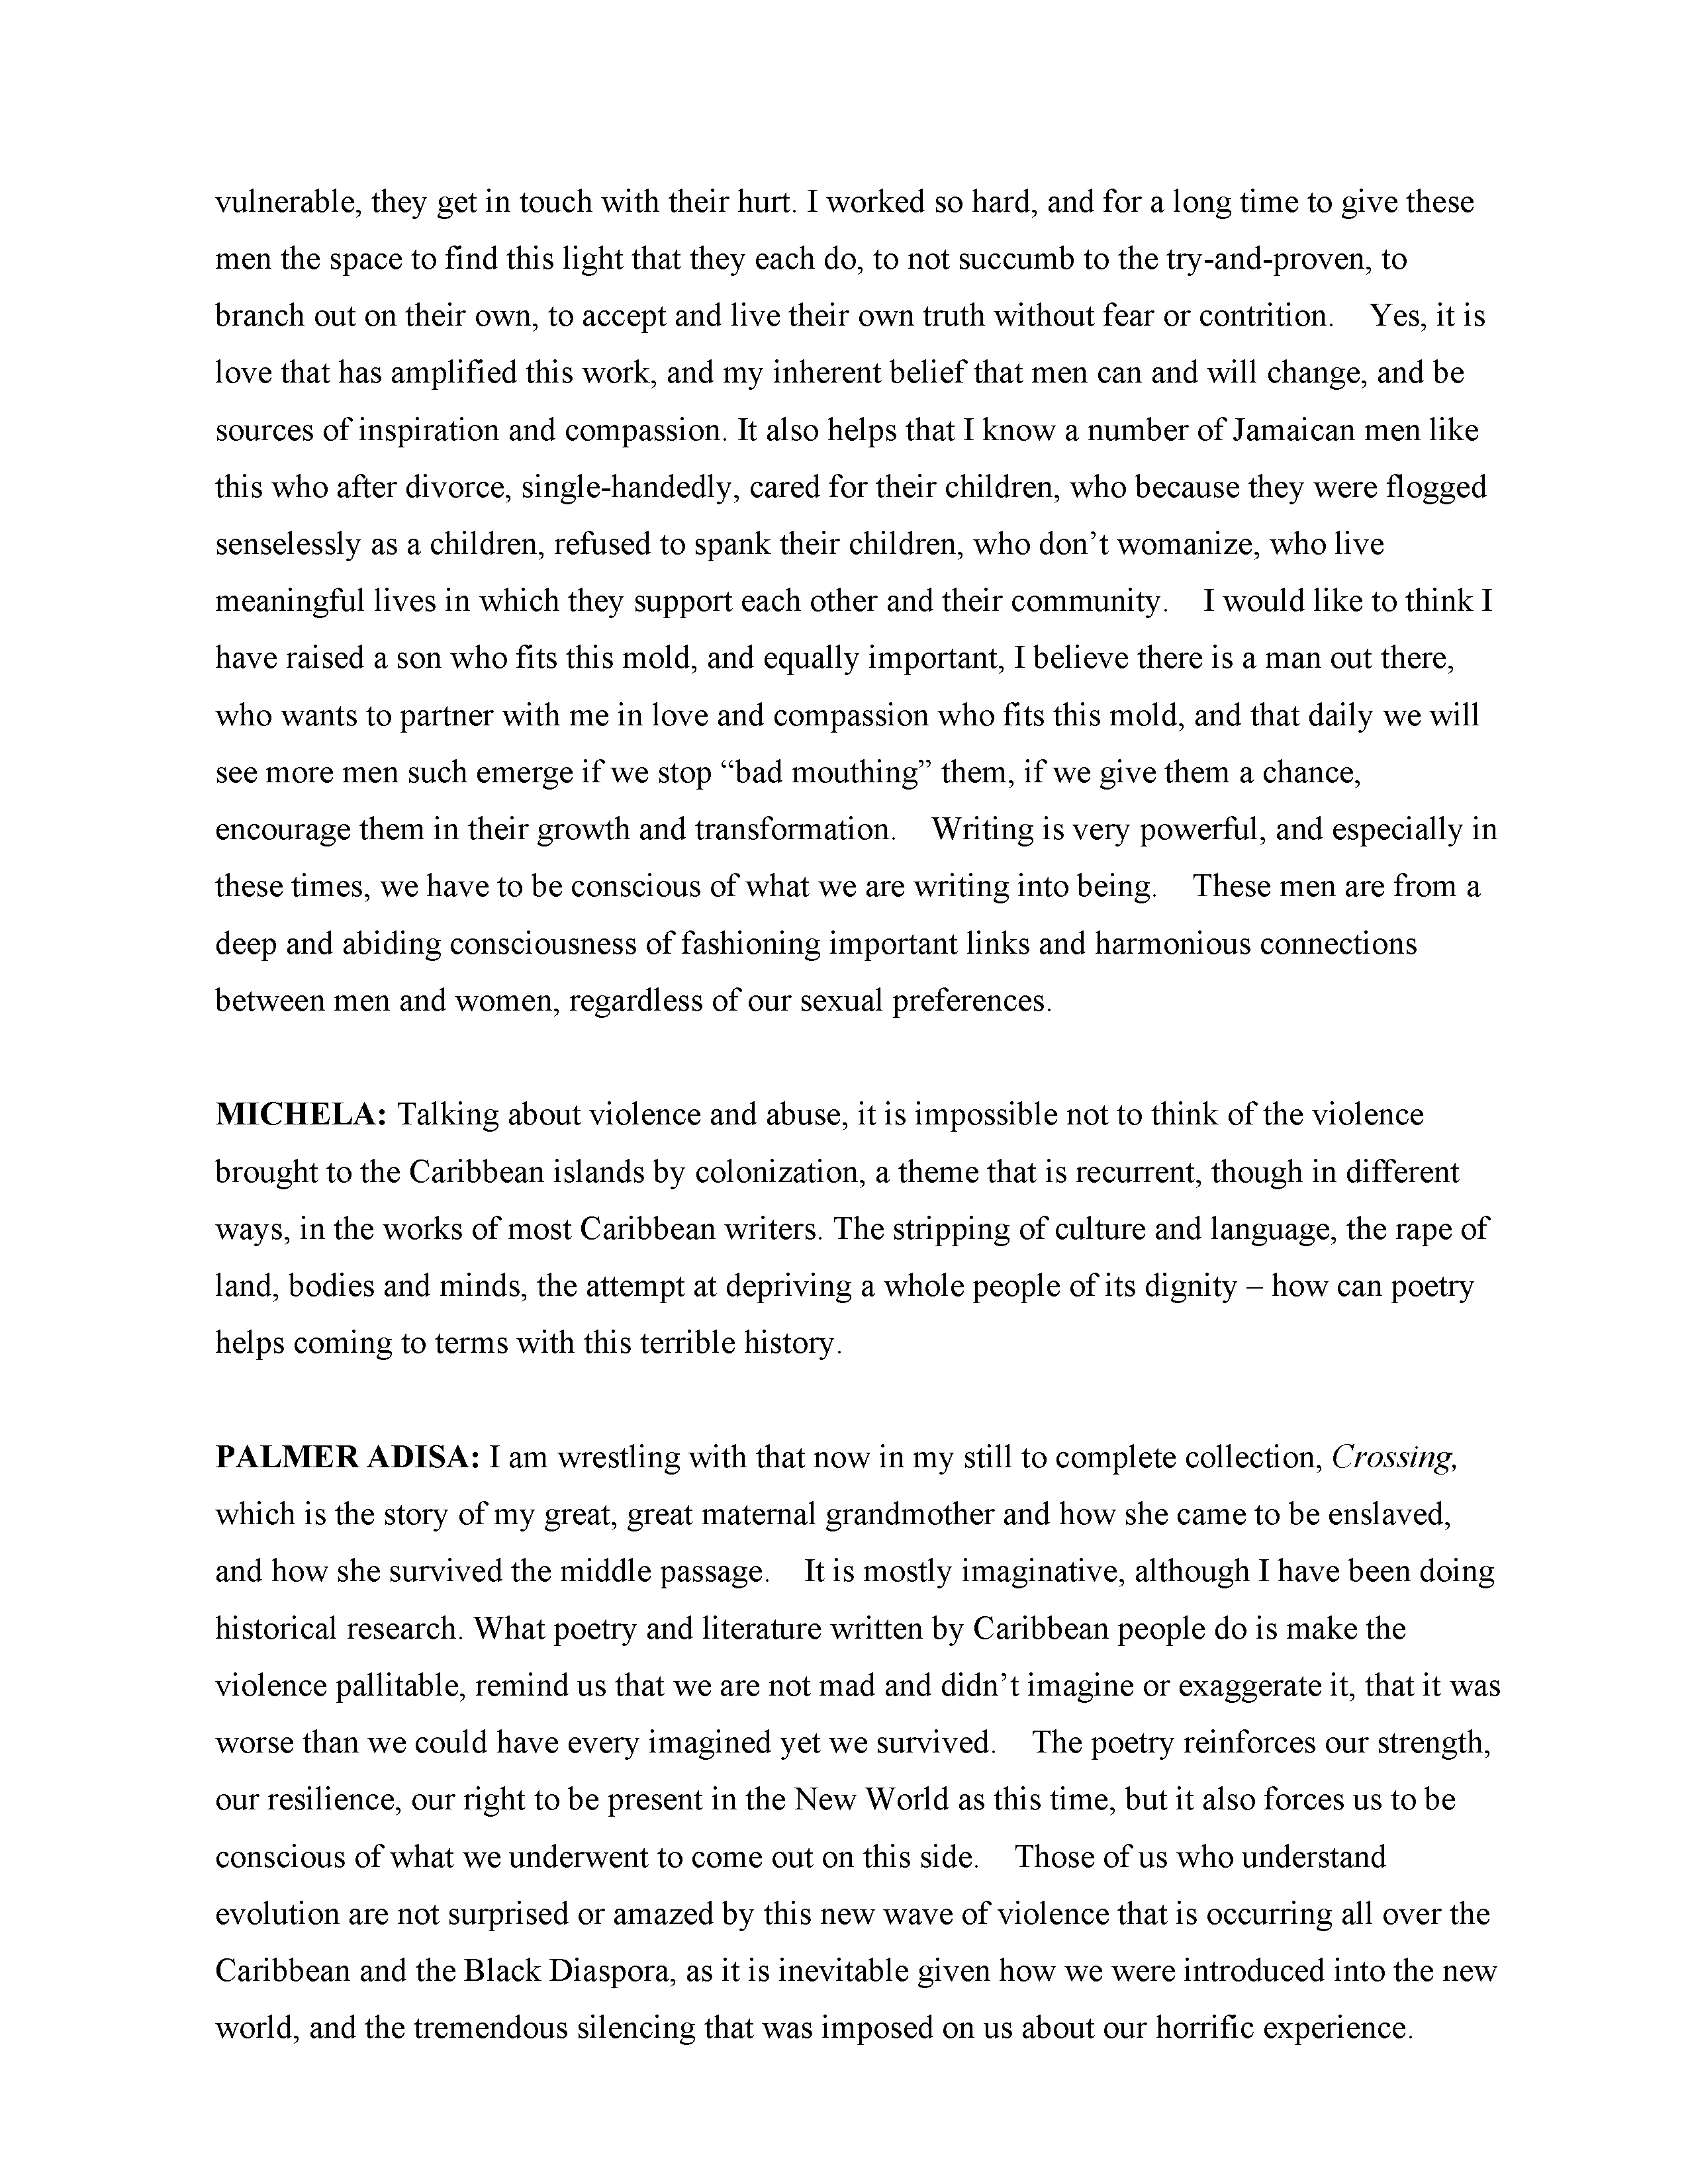 vulnerable, they get in touch with their hurt. I worked so hard, and for a long time to give these
men the space to find this light that they each do, to not succumb to the try-and-proven, to
branch out on their own, to accept and live their own truth without fear or contrition.    Yes, it is
love that has amplified this work, and my inherent belief that men can and will change, and be
sources of inspiration and compassion. It also helps that I know a number of Jamaican men like
this who after divorce, single-handedly, cared for their children, who because they were flogged
senselessly as a children, refused to spank their children, who don’t womanize, who live
meaningful lives in which they support each other and their community.    I would like to think I
have raised a son who fits this mold, and equally important, I believe there is a man out there,
who wants to partner with me in love and compassion who fits this mold, and that daily we will
see more men such emerge if we stop “bad mouthing” them, if we give them a chance,
encourage them in their growth and transformation.    Writing is very powerful, and especially in
these times, we have to be conscious of what we are writing into being.    These men are from a
deep and abiding consciousness of fashioning important links and harmonious connections
between men and women, regardless of our sexual preferences.
MICHELA: Talking about violence and abuse, it is impossible not to think of the violence
brought to the Caribbean islands by colonization, a theme that is recurrent, though in different
ways, in the works of most Caribbean writers. The stripping of culture and language, the rape of
land, bodies and minds, the attempt at depriving a whole people of its dignity – how can poetry
helps coming to terms with this terrible history.
PALMER ADISA: I am wrestling with that now in my still to complete collection, Crossing,
which is the story of my great, great maternal grandmother and how she came to be enslaved,
and how she survived the middle passage.    It is mostly imaginative, although I have been doing
historical research. What poetry and literature written by Caribbean people do is make the
violence pallitable, remind us that we are not mad and didn’t imagine or exaggerate it, that it was
worse than we could have every imagined yet we survived.    The poetry reinforces our strength,
our resilience, our right to be present in the New World as this time, but it also forces us to be
conscious of what we underwent to come out on this side.    Those of us who understand
evolution are not surprised or amazed by this new wave of violence that is occurring all over the
Caribbean and the Black Diaspora, as it is inevitable given how we were introduced into the new
world, and the tremendous silencing that was imposed on us about our horrific experience.